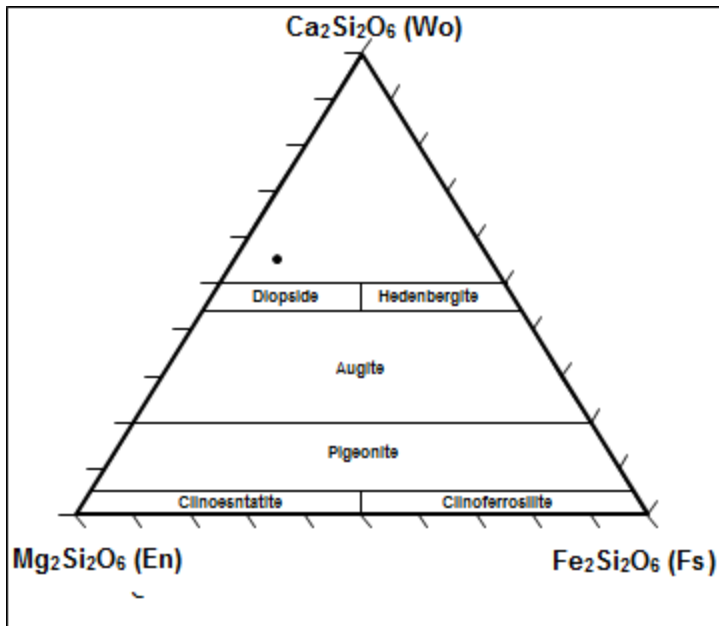 Ca₂Si₂O₆ (Wo)
Diopside
Hedenbergite
Augite
Pigeonite
Clinoesntatite
Clinoferrosilite
Mg₂Si₂O₆ (En)
Fe₂Si₂O₆ (Fs)